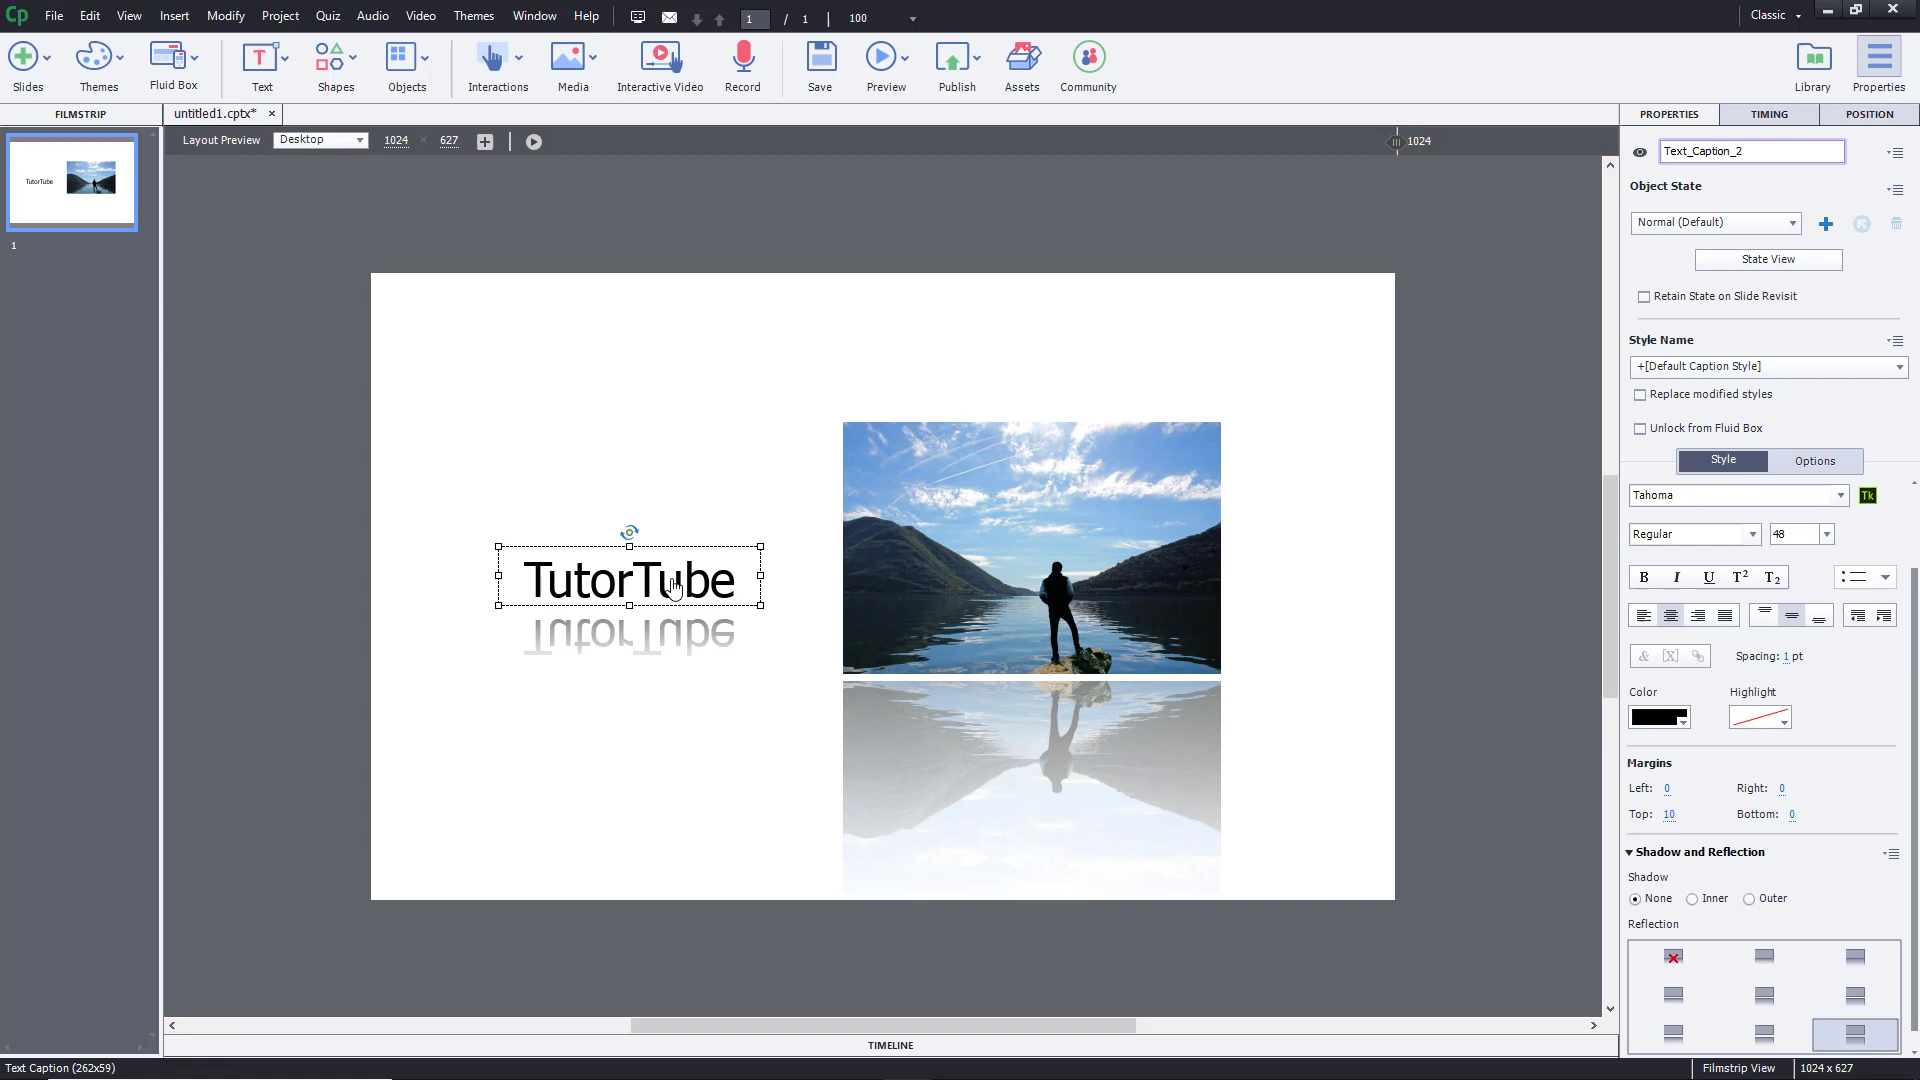 Cp File Edit View Insert Modify Project Quiz Audio Video Themes Window Help 1 / 1 100 Classic
Slides Themes Fluid Box Text Shapes Objects Interactions Media Interactive Video Record Save Preview Publish Assets Community Library Properties
FILMSTRIP untitled1.cptx* × PROPERTIES TIMING POSITION
Layout Preview Desktop 1024 × 627 1024
Text_Caption_2
TutorTube
1
Object State
Normal (Default)
State View
Retain State on Slide Revisit
Style Name
+[Default Caption Style]
Replace modified styles
Unlock from Fluid Box
Style Options
Tahoma Tk
Regular 48
B I U T2 T2
& [X]
Spacing: 1 pt
Color Highlight
Margins
Left: 0 Right: 0
Top: 10 Bottom: 0
Shadow and Reflection
Shadow
None Inner Outer
Reflection
TutorTube
TutorTube
TIMELINE
Text Caption (262x59) Filmstrip View 1024 x 627